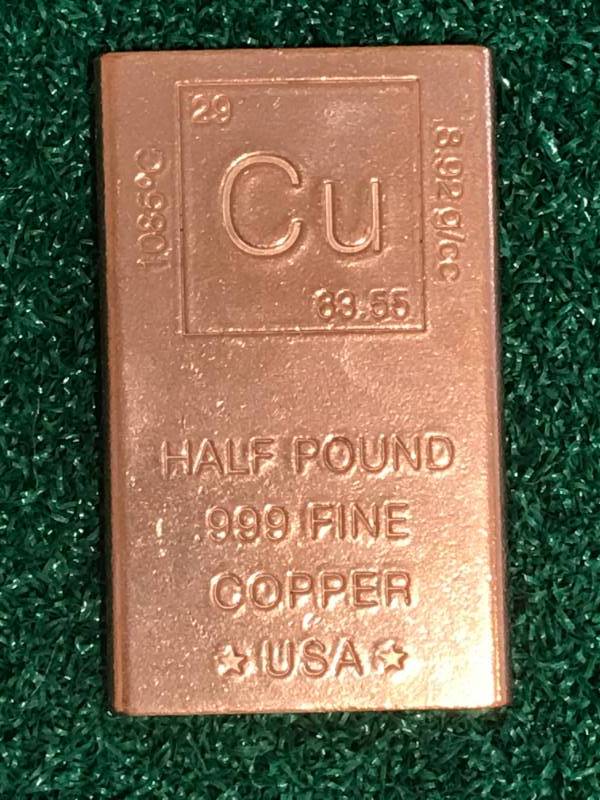 29
Cu
63.55
1085°C
8.92 g/cc
HALF POUND
.999 FINE
COPPER
★ USA ★